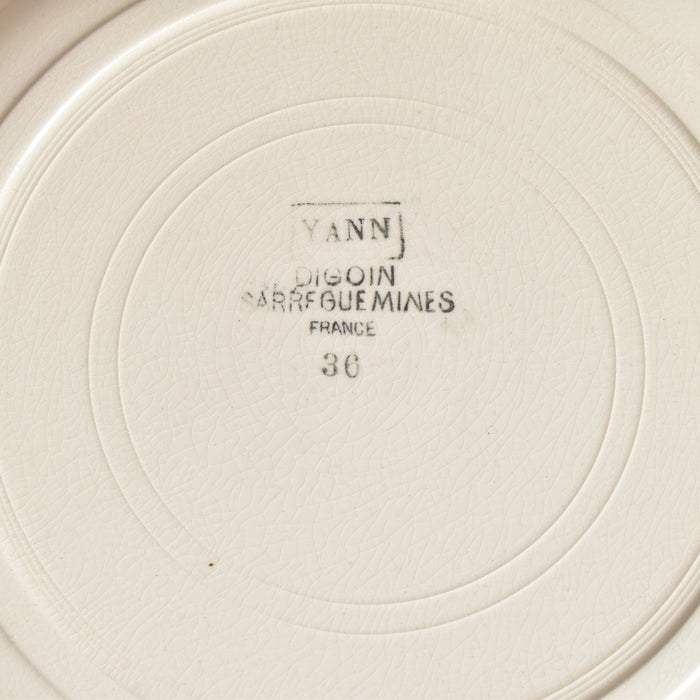 YANN
DIGOIN
SARREGUEMINES
FRANCE
36